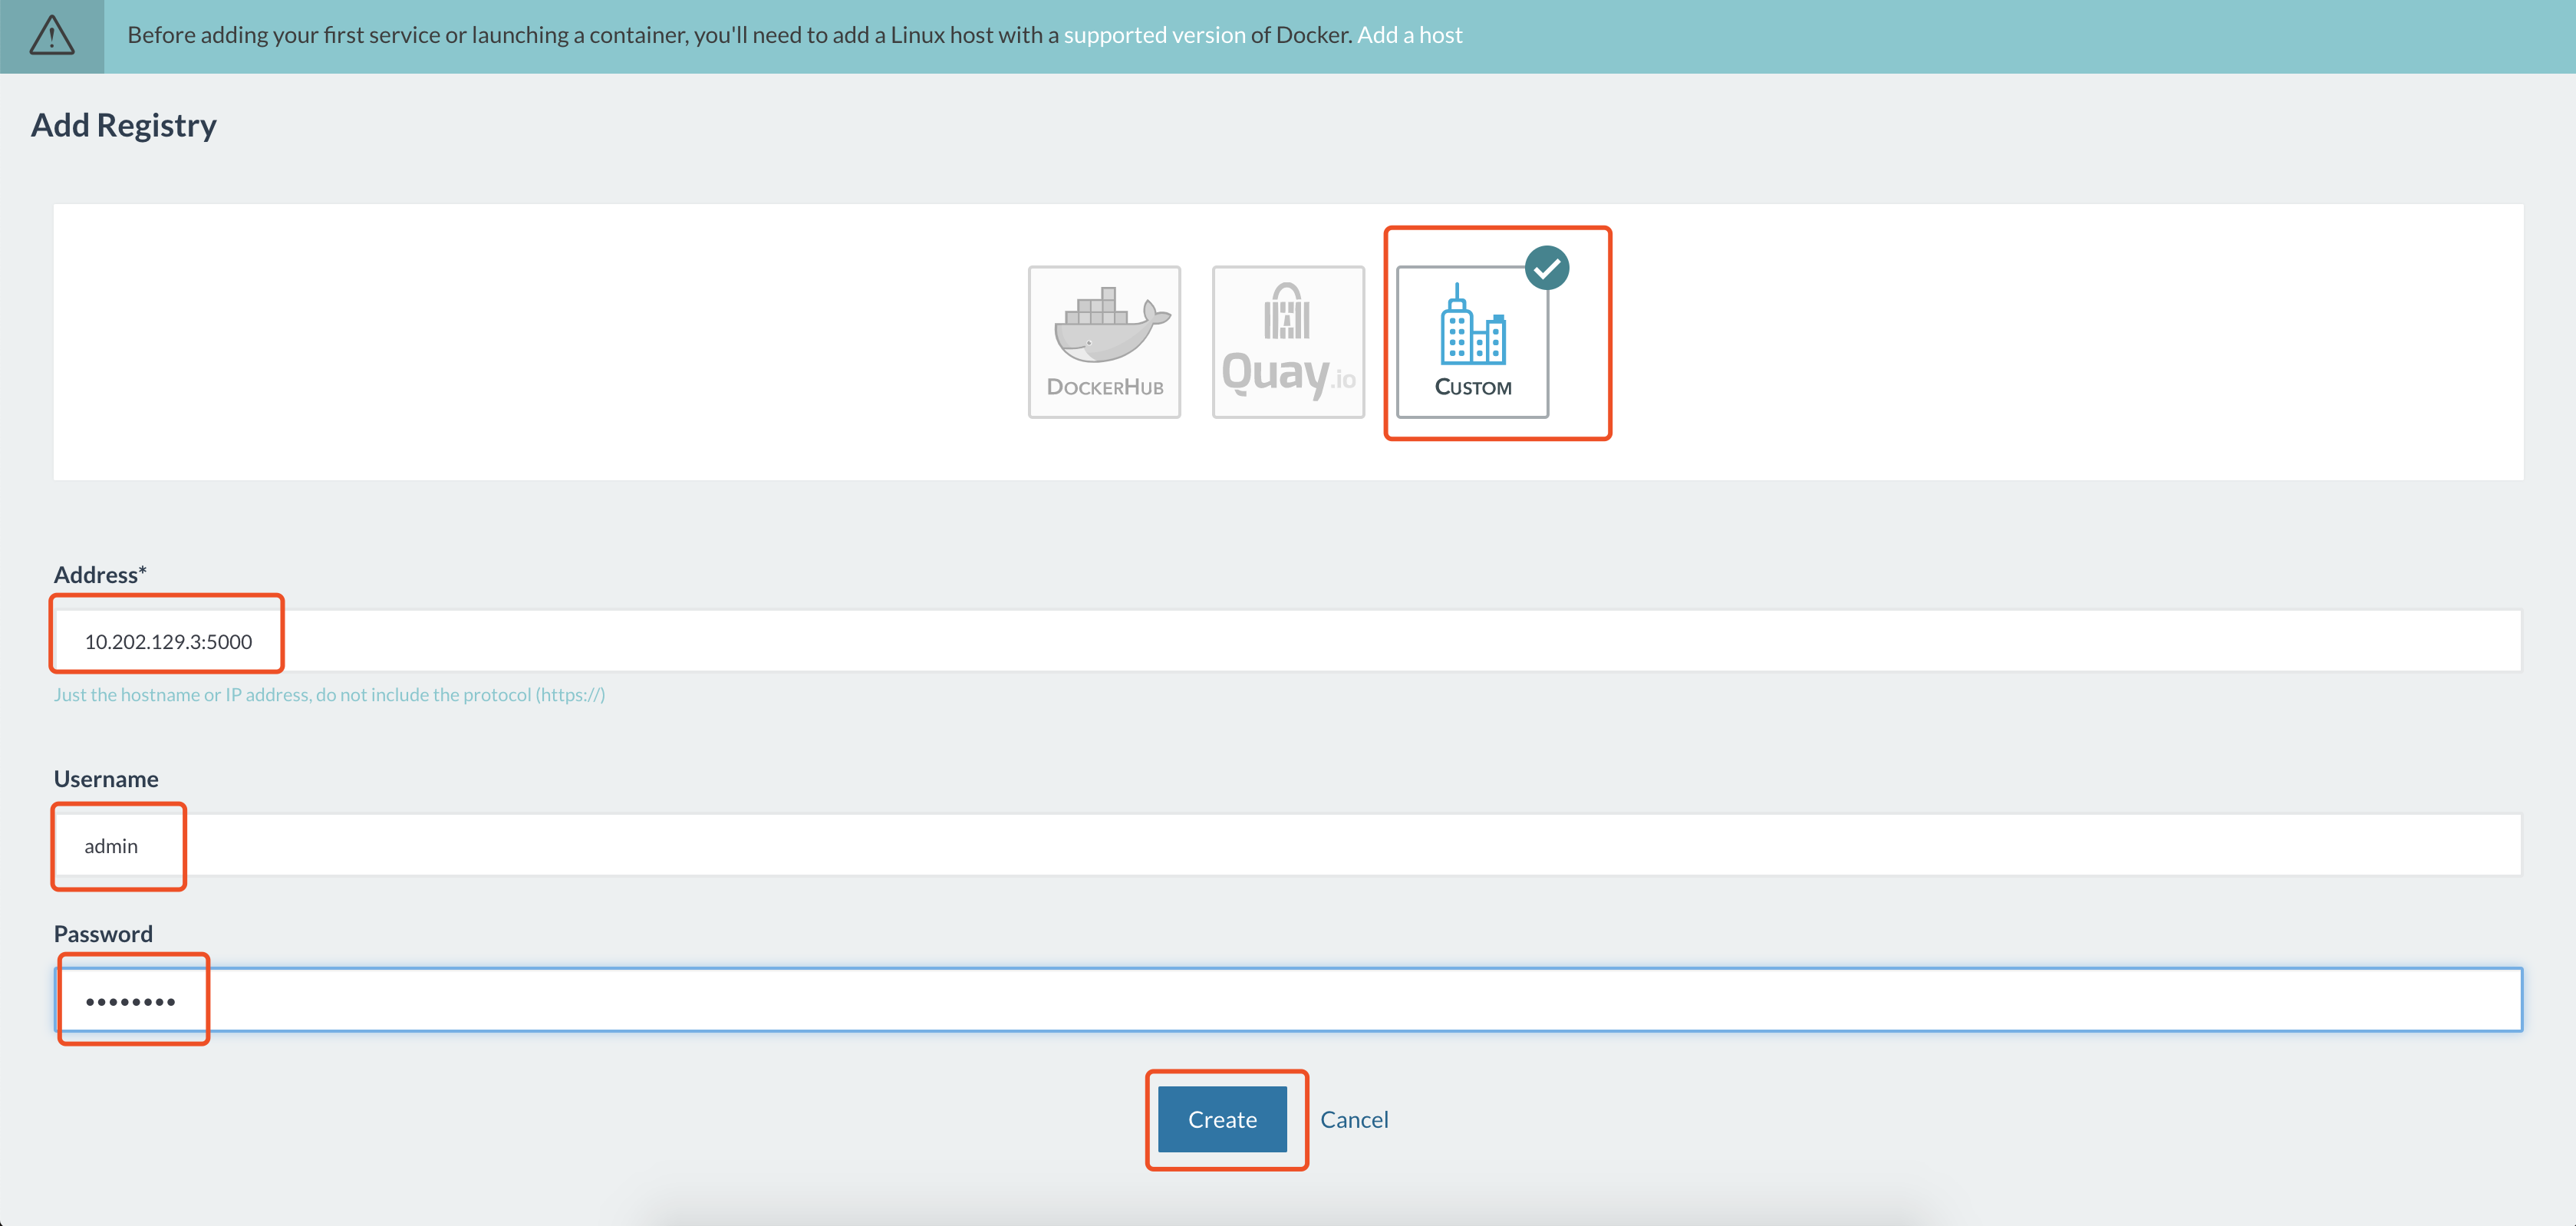 Before adding your first service or launching a container, you'll need to add a Linux host with a supported version of Docker. Add a host
Add Registry
DOCKERHUB
Quay.io
CUSTOM
Address*
10.202.129.3:5000
Just the hostname or IP address, do not include the protocol (https://)
Username
admin
Password
••••••••
Create
Cancel